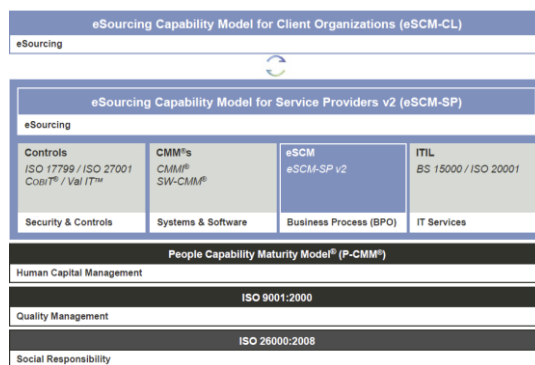 eSourcing Capability Model for Client Organizations (eSCM-CL)
eSourcing
eSourcing Capability Model for Service Providers v2 (eSCM-SP)
eSourcing
Controls
ISO 17799 / ISO 27001
COBIT® / Val IT™
Security & Controls
CMM®s
CMMI®
SW-CMM®
Systems & Software
eSCM
eSCM-SP v2
Business Process (BPO)
ITIL
BS 15000 / ISO 20001
IT Services
People Capability Maturity Model® (P-CMM®)
Human Capital Management
ISO 9001:2000
Quality Management
ISO 26000:2008
Social Responsibility